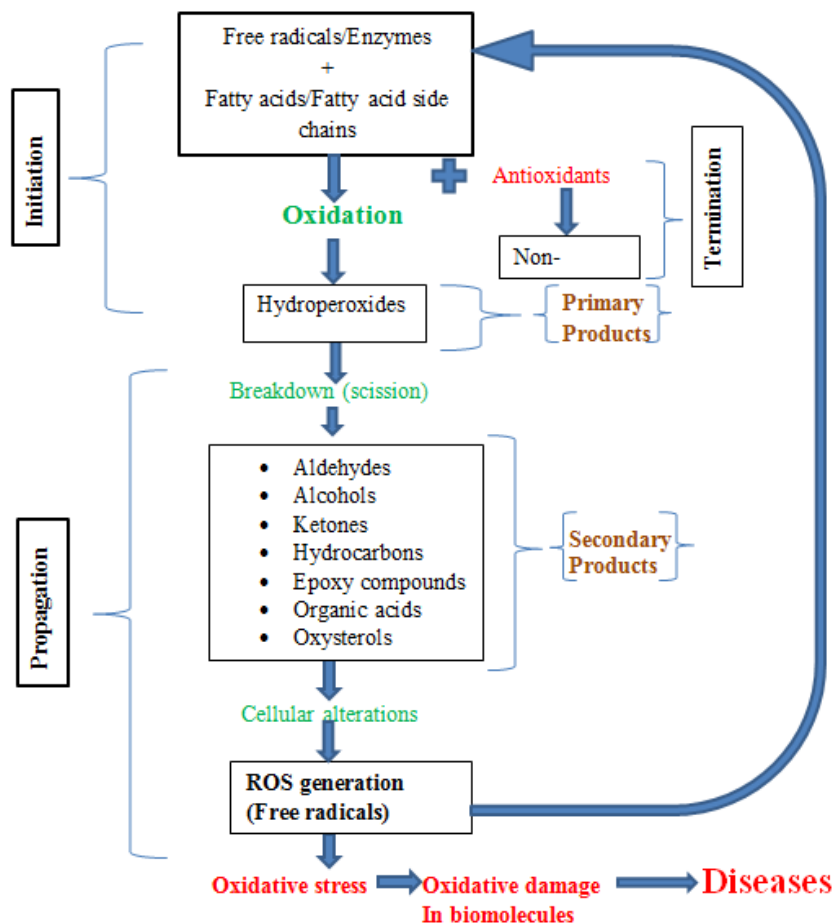 Free radicals/Enzymes
+
Fatty acids/Fatty acid side
chains
Initiation
Antioxidants
Termination
Oxidation
Non-
Hydroperoxides
Primary
Products
Breakdown (scission)
• Aldehydes
• Alcohols
• Ketones
• Hydrocarbons
• Epoxy compounds
• Organic acids
• Oxysterols
Secondary
Products
Propagation
Cellular alterations
ROS generation
(Free radicals)
Oxidative stress
Oxidative damage
In biomolecules
Diseases